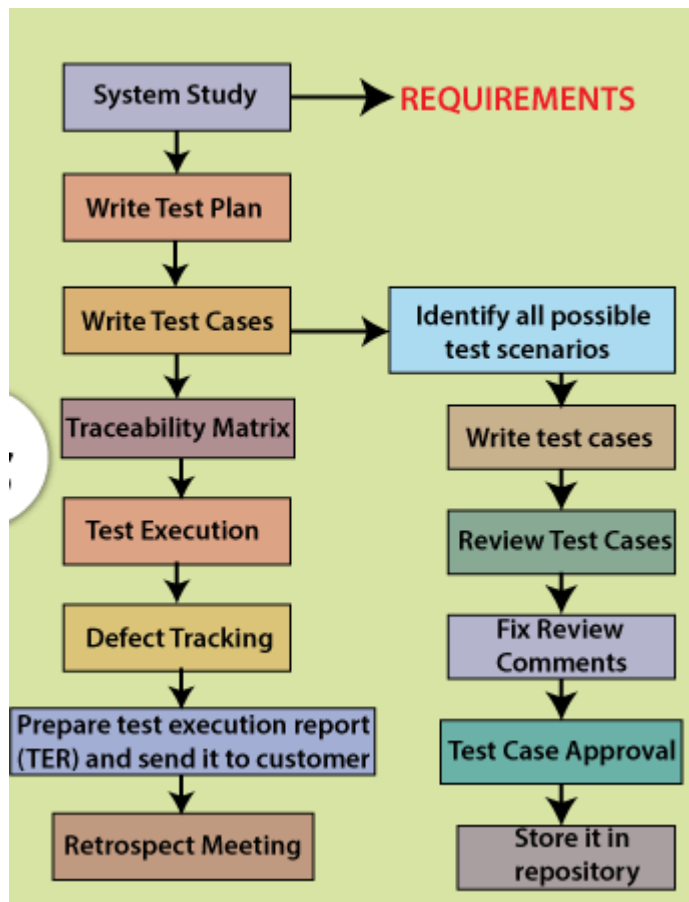 System Study
REQUIREMENTS
Write Test Plan
Write Test Cases
Identify all possible
test scenarios
Traceability Matrix
Write test cases
Test Execution
Review Test Cases
Defect Tracking
Fix Review
Comments
Prepare test execution report
(TER) and send it to customer
Test Case Approval
Retrospect Meeting
Store it in
repository